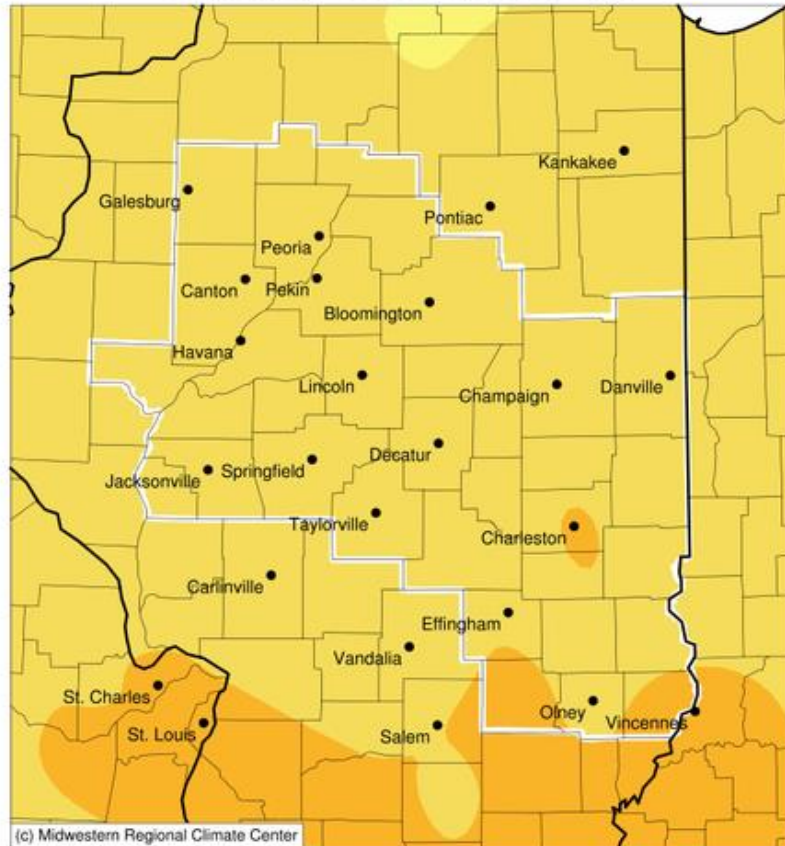 Kankakee
Galesburg
Pontiac
Peoria
Canton
Pekin
Bloomington
Havana
Lincoln
Champaign
Danville
Decatur
Jacksonville
Springfield
Taylorville
Charleston
Carlinville
Effingham
Vandalia
St. Charles
Olney
Vincennes
St. Louis
Salem
(c) Midwestern Regional Climate Center